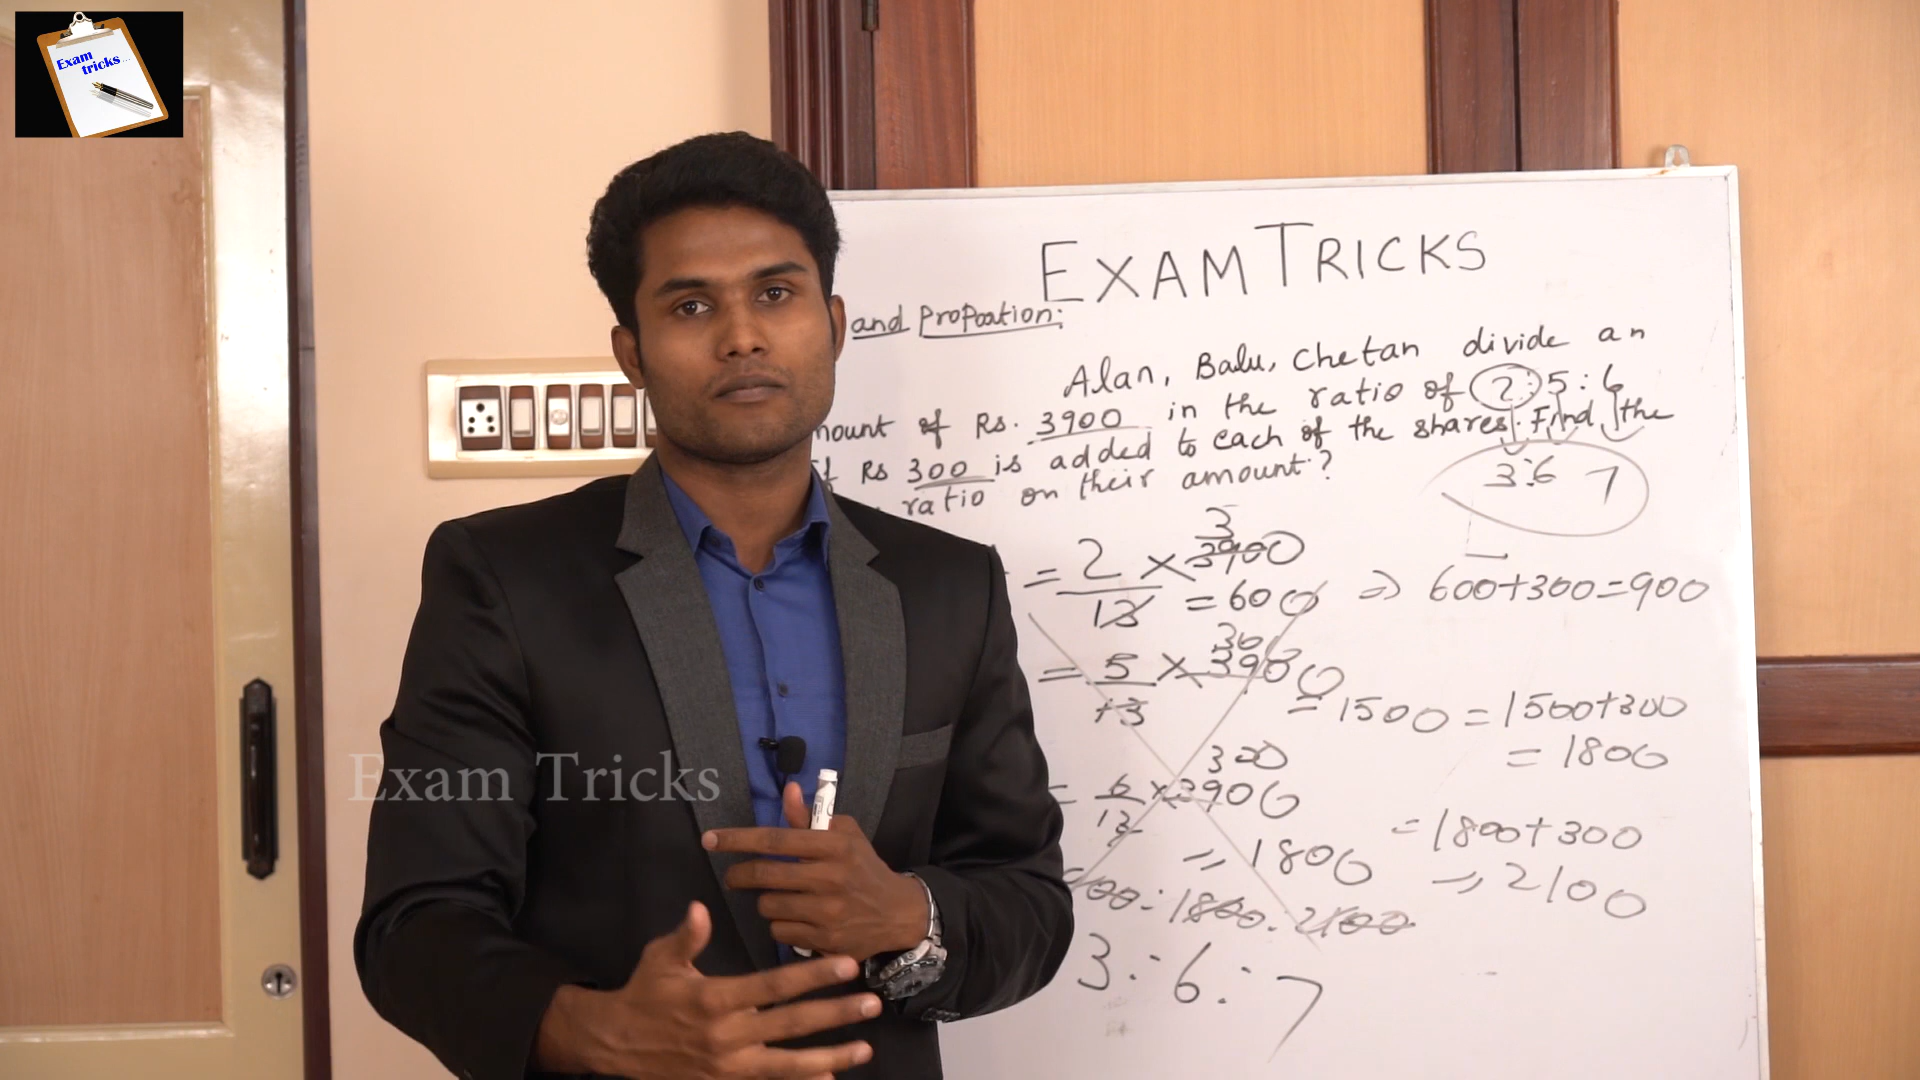 Exam
tricks...
EXAMTRICKS
and Propoation:
Alan, Balu, Chetan divide an
mount of Rs. 3900 in the ratio of 2:5:6
if Rs 300 is added to each of the shares. Find the
ratio on their amount?
3:6 7
3
= 2 × 3900
13 = 600 ⇒ 600+300=900
300
= 5 × 3900
13 = 1500 = 1500+300
= 1800
300
= 6 × 3900
13 = 1800+300
= 1800 ⇒ 2100
900:1800:2100
3:6:7
Exam Tricks